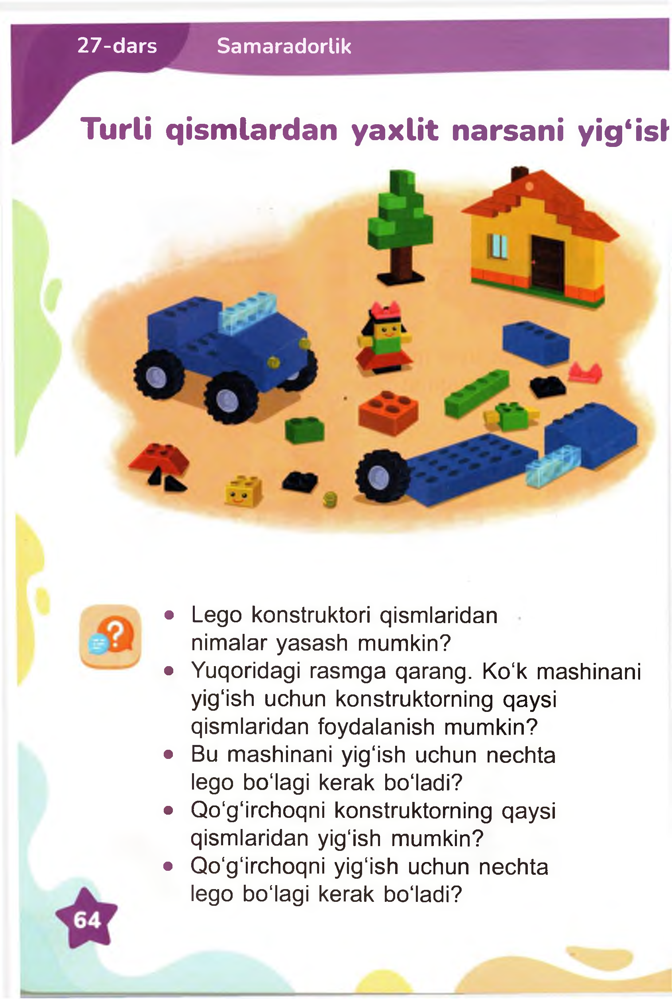 27-dars Samaradorlik
Turli qismlardan yaxlit narsani yig‘ish
• Lego konstruktori qismlaridan
nimalar yasash mumkin?
• Yuqoridagi rasmga qarang. Ko‘k mashinani
yig‘ish uchun konstruktorning qaysi
qismlaridan foydalanish mumkin?
• Bu mashinani yig‘ish uchun nechta
lego bo‘lagi kerak bo‘ladi?
• Qo‘g‘irchoqni konstruktorning qaysi
qismlaridan yig‘ish mumkin?
• Qo‘g‘irchoqni yig‘ish uchun nechta
lego bo‘lagi kerak bo‘ladi?
64